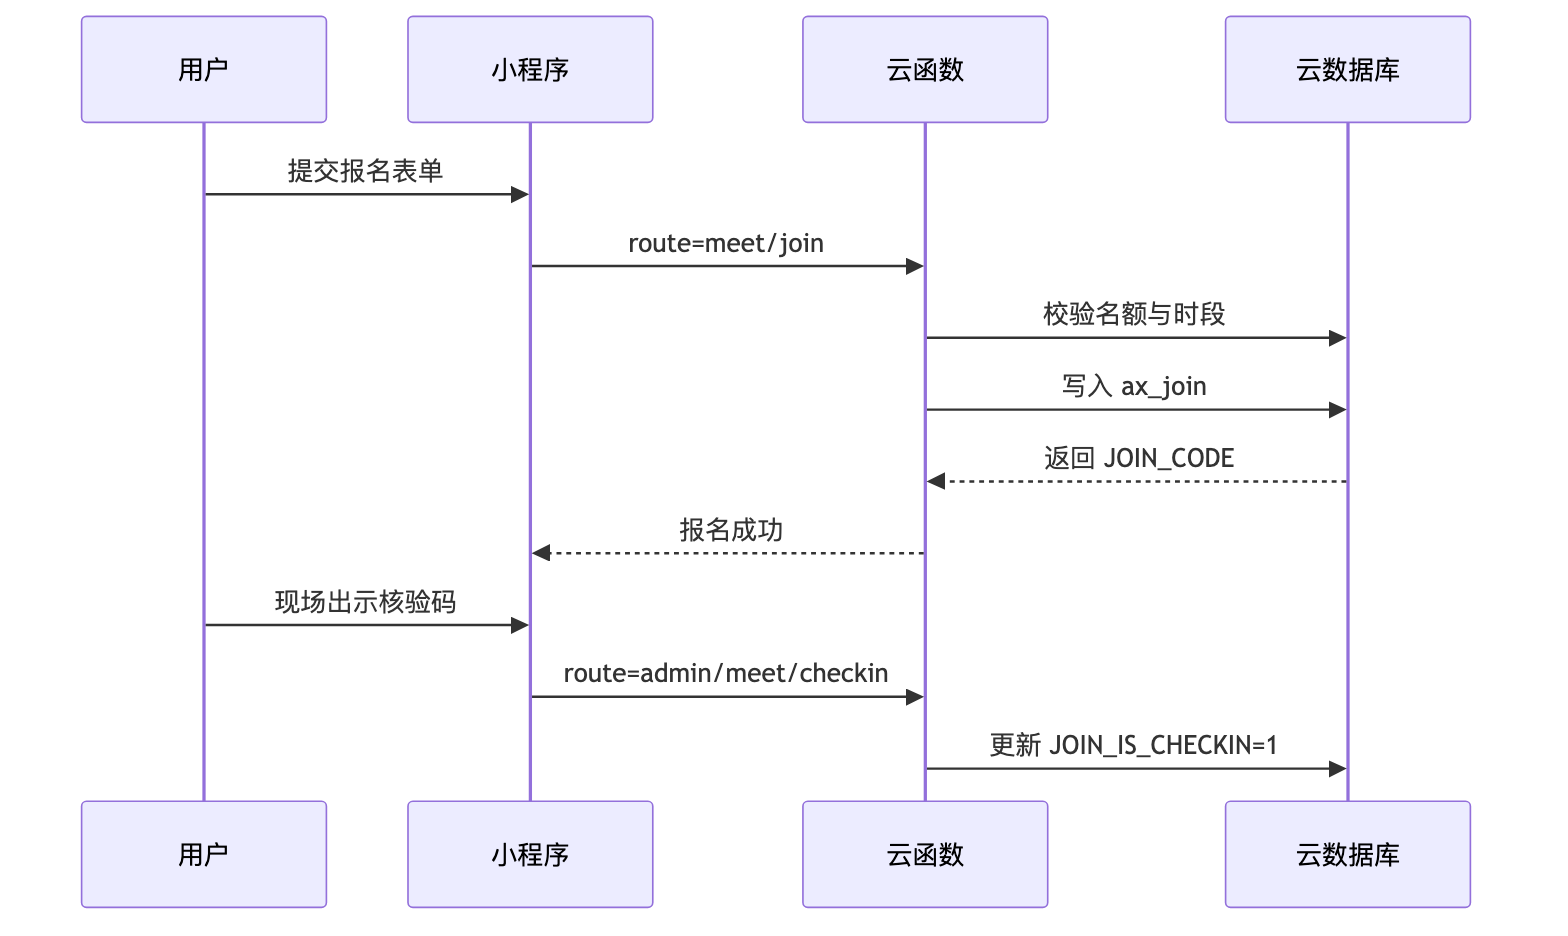 用户
小程序
云函数
云数据库
提交报名表单
route=meet/join
校验名额与时段
写入 ax_join
返回 JOIN_CODE
报名成功
现场出示核验码
route=admin/meet/checkin
更新 JOIN_IS_CHECKIN=1
用户
小程序
云函数
云数据库